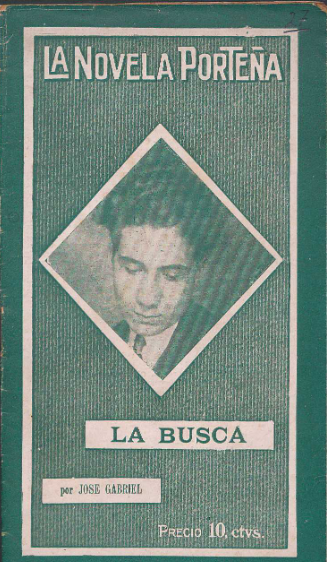 LA NOVELA PORTEÑA
LA BUSCA
por JOSE GABRIEL
PRECIO 10, ctvs.